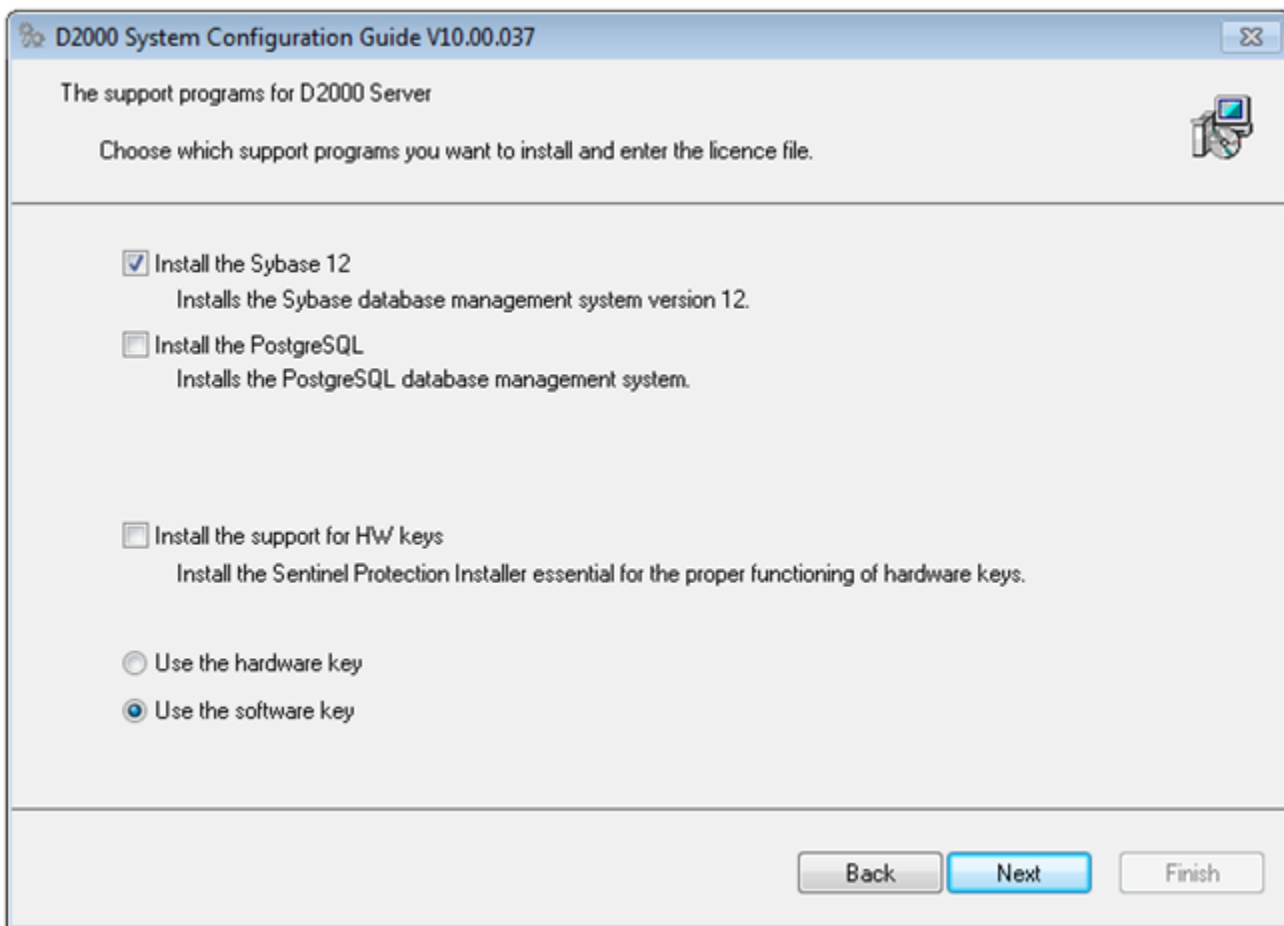 D2000 System Configuration Guide V10.00.037
The support programs for D2000 Server
Choose which support programs you want to install and enter the licence file.
Install the Sybase 12
Installs the Sybase database management system version 12.
Install the PostgreSQL
Installs the PostgreSQL database management system.
Install the support for HW keys
Install the Sentinel Protection Installer essential for the proper functioning of hardware keys.
Use the hardware key
Use the software key
Back Next Finish